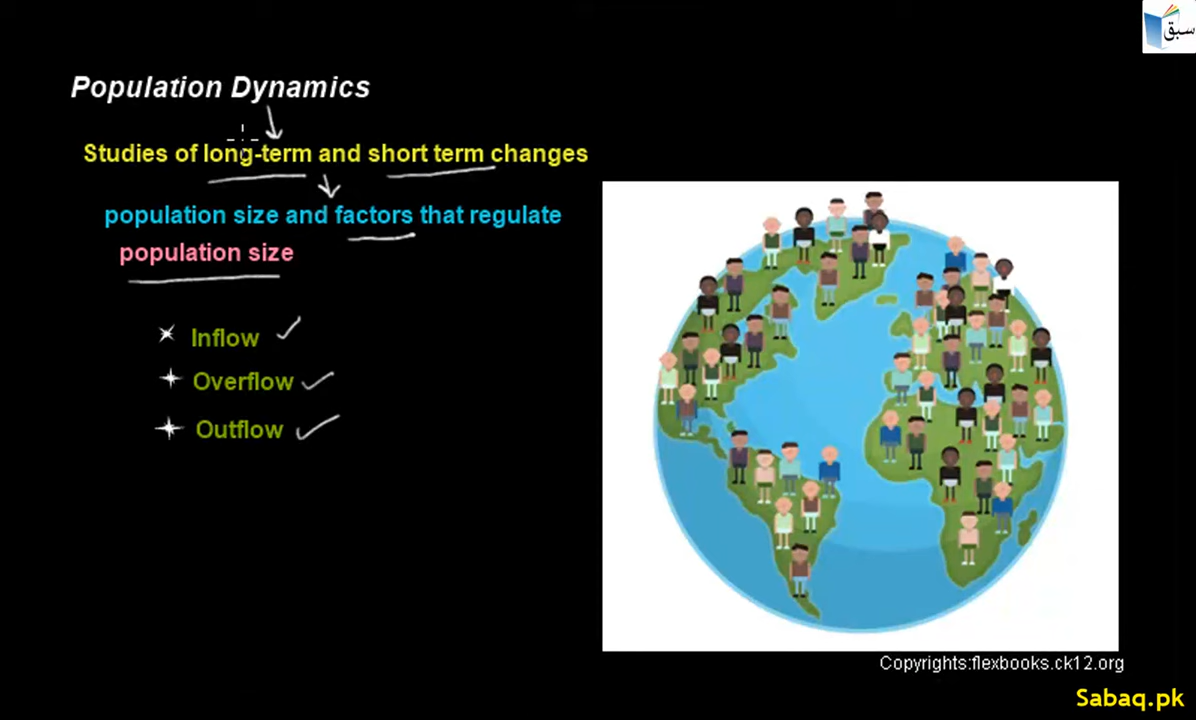 سبق
Population Dynamics
Studies of long-term and short term changes
population size and factors that regulate
population size
Inflow
Overflow
Outflow
Copyrights:flexbooks.ck12.org
Sabaq.pk